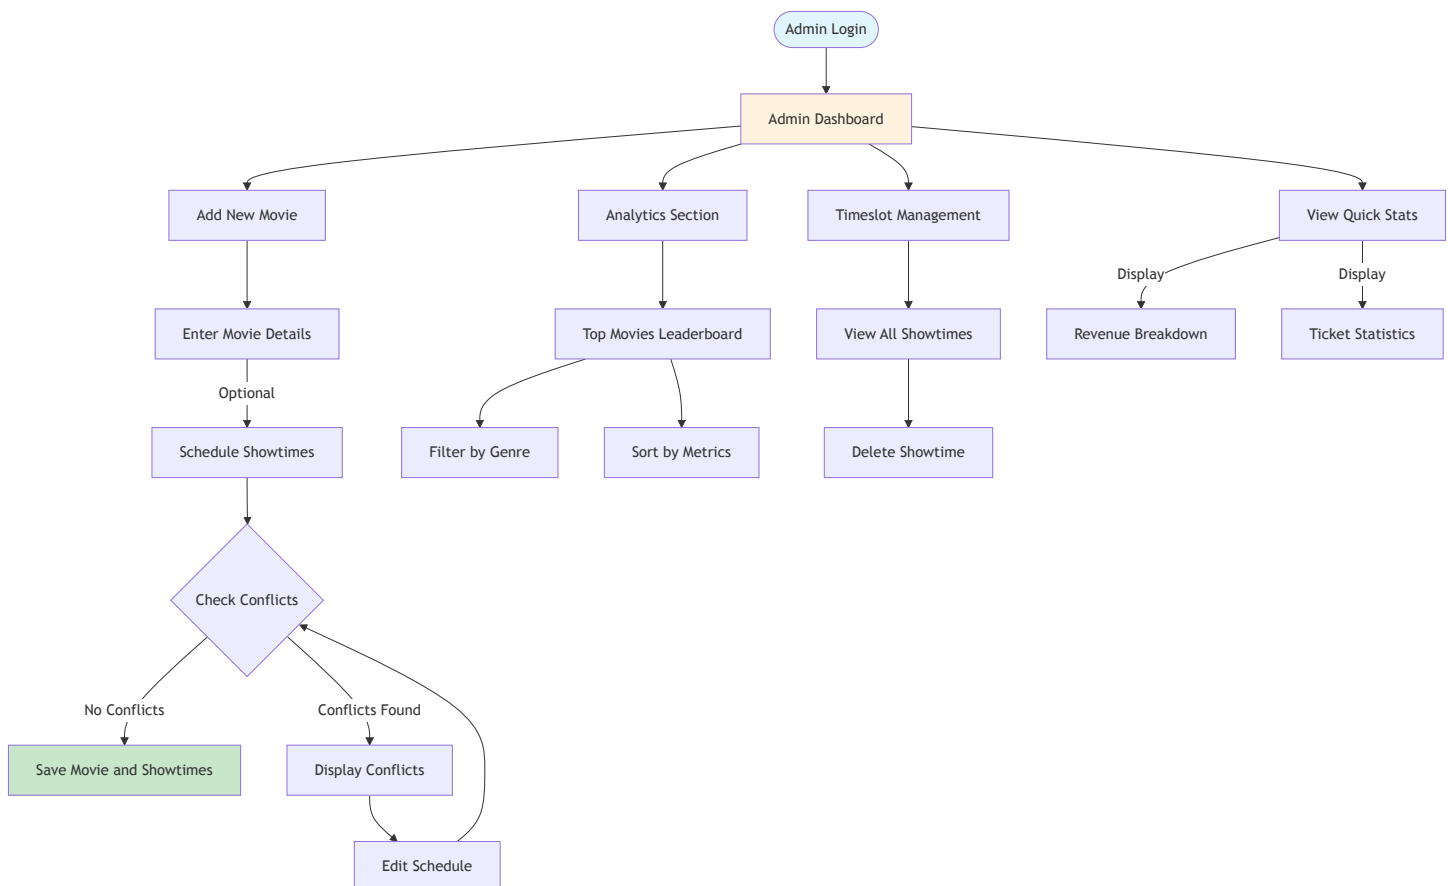 Admin Login
Admin Dashboard
Add New Movie
Analytics Section
Timeslot Management
View Quick Stats
Display
Display
Enter Movie Details
Top Movies Leaderboard
View All Showtimes
Revenue Breakdown
Ticket Statistics
Optional
Schedule Showtimes
Filter by Genre
Sort by Metrics
Delete Showtime
Check Conflicts
No Conflicts
Conflicts Found
Save Movie and Showtimes
Display Conflicts
Edit Schedule